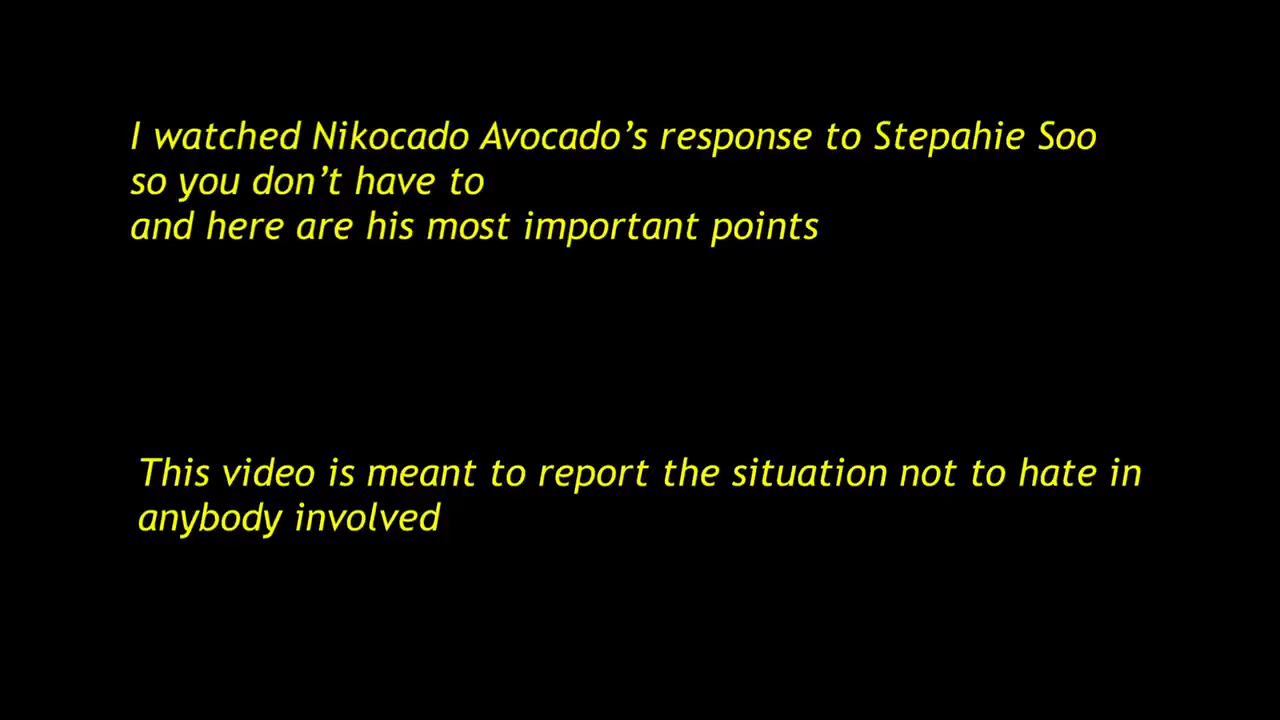 I watched Nikocado Avocado’s response to Stepahie Soo
so you don’t have to
and here are his most important points
This video is meant to report the situation not to hate in
anybody involved